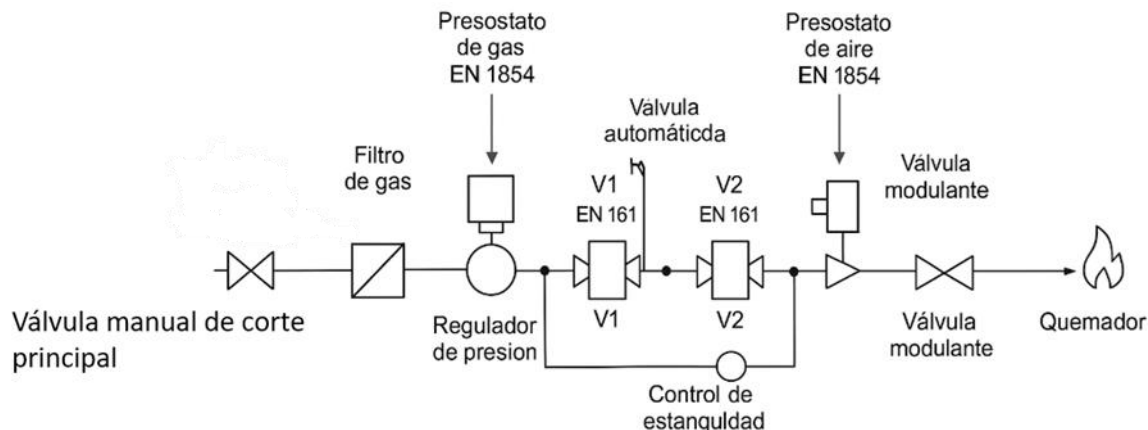 Presostato
de gas
EN 1854
Presostato
de aire
EN 1854
Válvula
automáticda
Filtro
de gas
V1
EN 161
V2
EN 161
Válvula
modulante
Válvula manual de corte
principal
Regulador
de presion
V1
V2
Válvula
modulante
Quemador
Control de
estanguldad